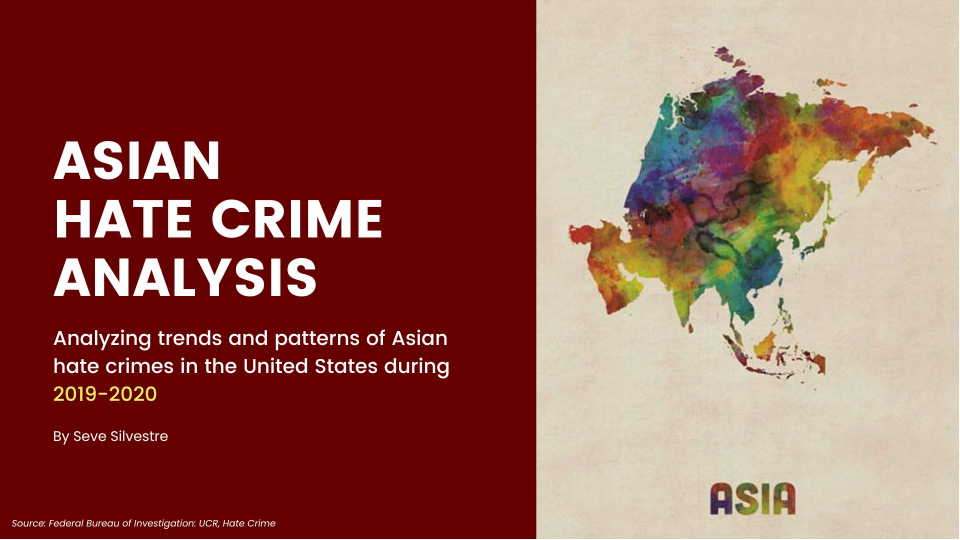 ASIAN
HATE CRIME
ANALYSIS
Analyzing trends and patterns of Asian
hate crimes in the United States during
2019-2020
By Seve Silvestre
Source: Federal Bureau of Investigation: UCR, Hate Crime
ASIA